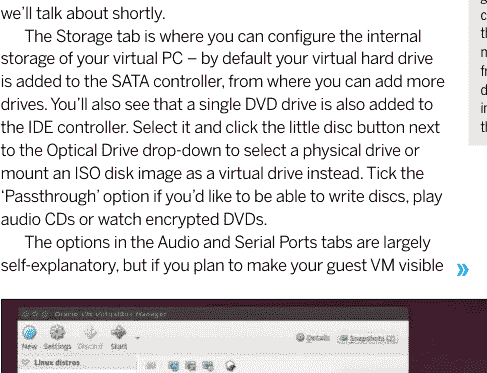 we'll talk about shortly.
The Storage tab is where you can configure the internal
storage of your virtual PC – by default your virtual hard drive
is added to the SATA controller, from where you can add more
drives. You'll also see that a single DVD drive is also added to
the IDE controller. Select it and click the little disc button next
to the Optical Drive drop-down to select a physical drive or
mount an ISO disk image as a virtual drive instead. Tick the
'Passthrough' option if you'd like to be able to write discs, play
audio CDs or watch encrypted DVDs.
The options in the Audio and Serial Ports tabs are largely
self-explanatory, but if you plan to make your guest VM visible »
Oracle VM VirtualBox Manager
New Settings Discard Start Details Snapshots (2)
Linux distros